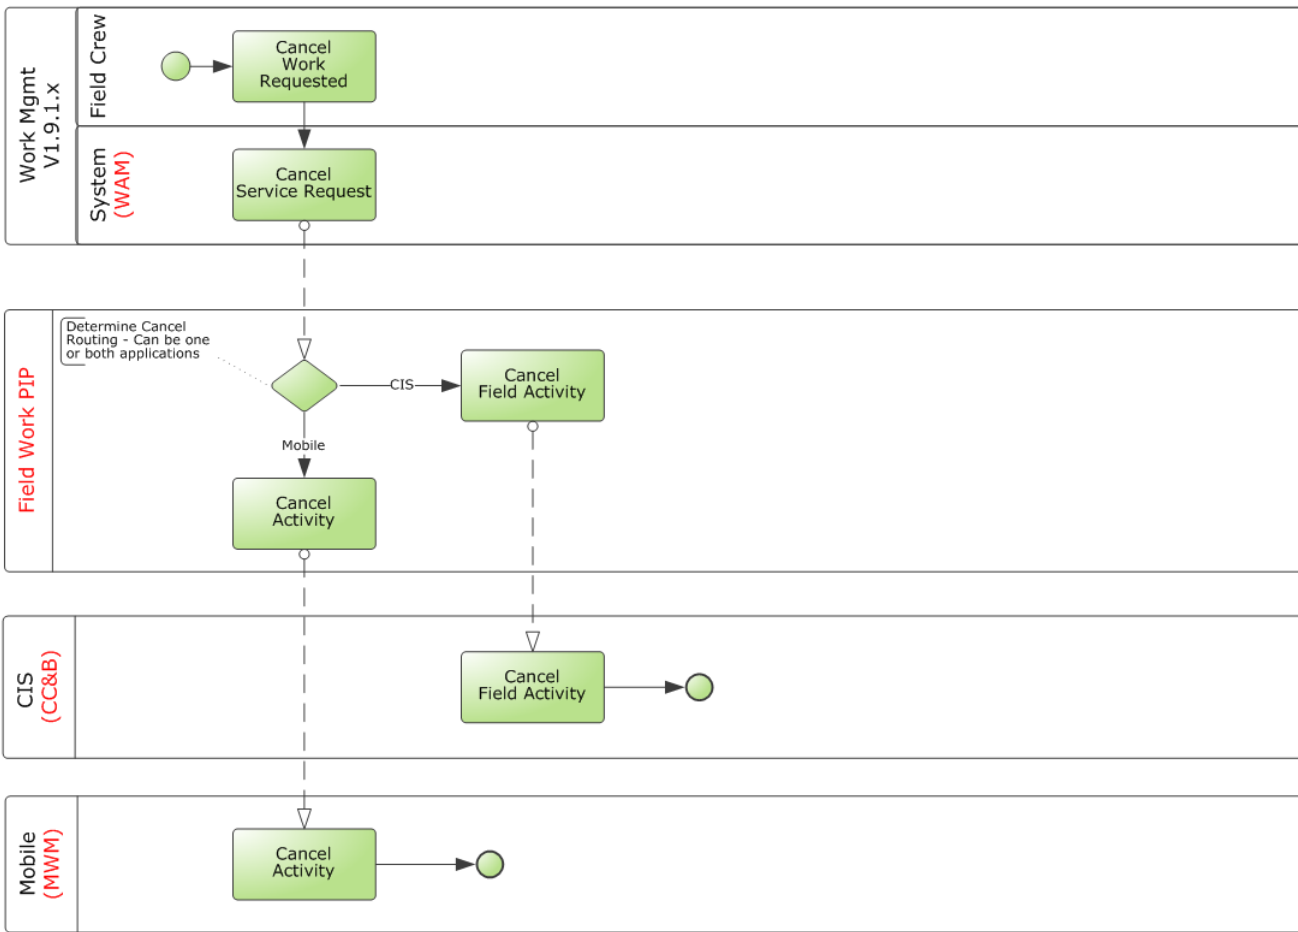 Work Mgmt
V1.9.1.x
Field Crew
Cancel
Work
Requested
System
(WAM)
Cancel
Service Request
Field Work PIP
Determine Cancel
Routing - Can be one
or both applications
CIS
Cancel
Field Activity
Mobile
Cancel
Activity
CIS
(CC&B)
Cancel
Field Activity
Mobile
(MWM)
Cancel
Activity